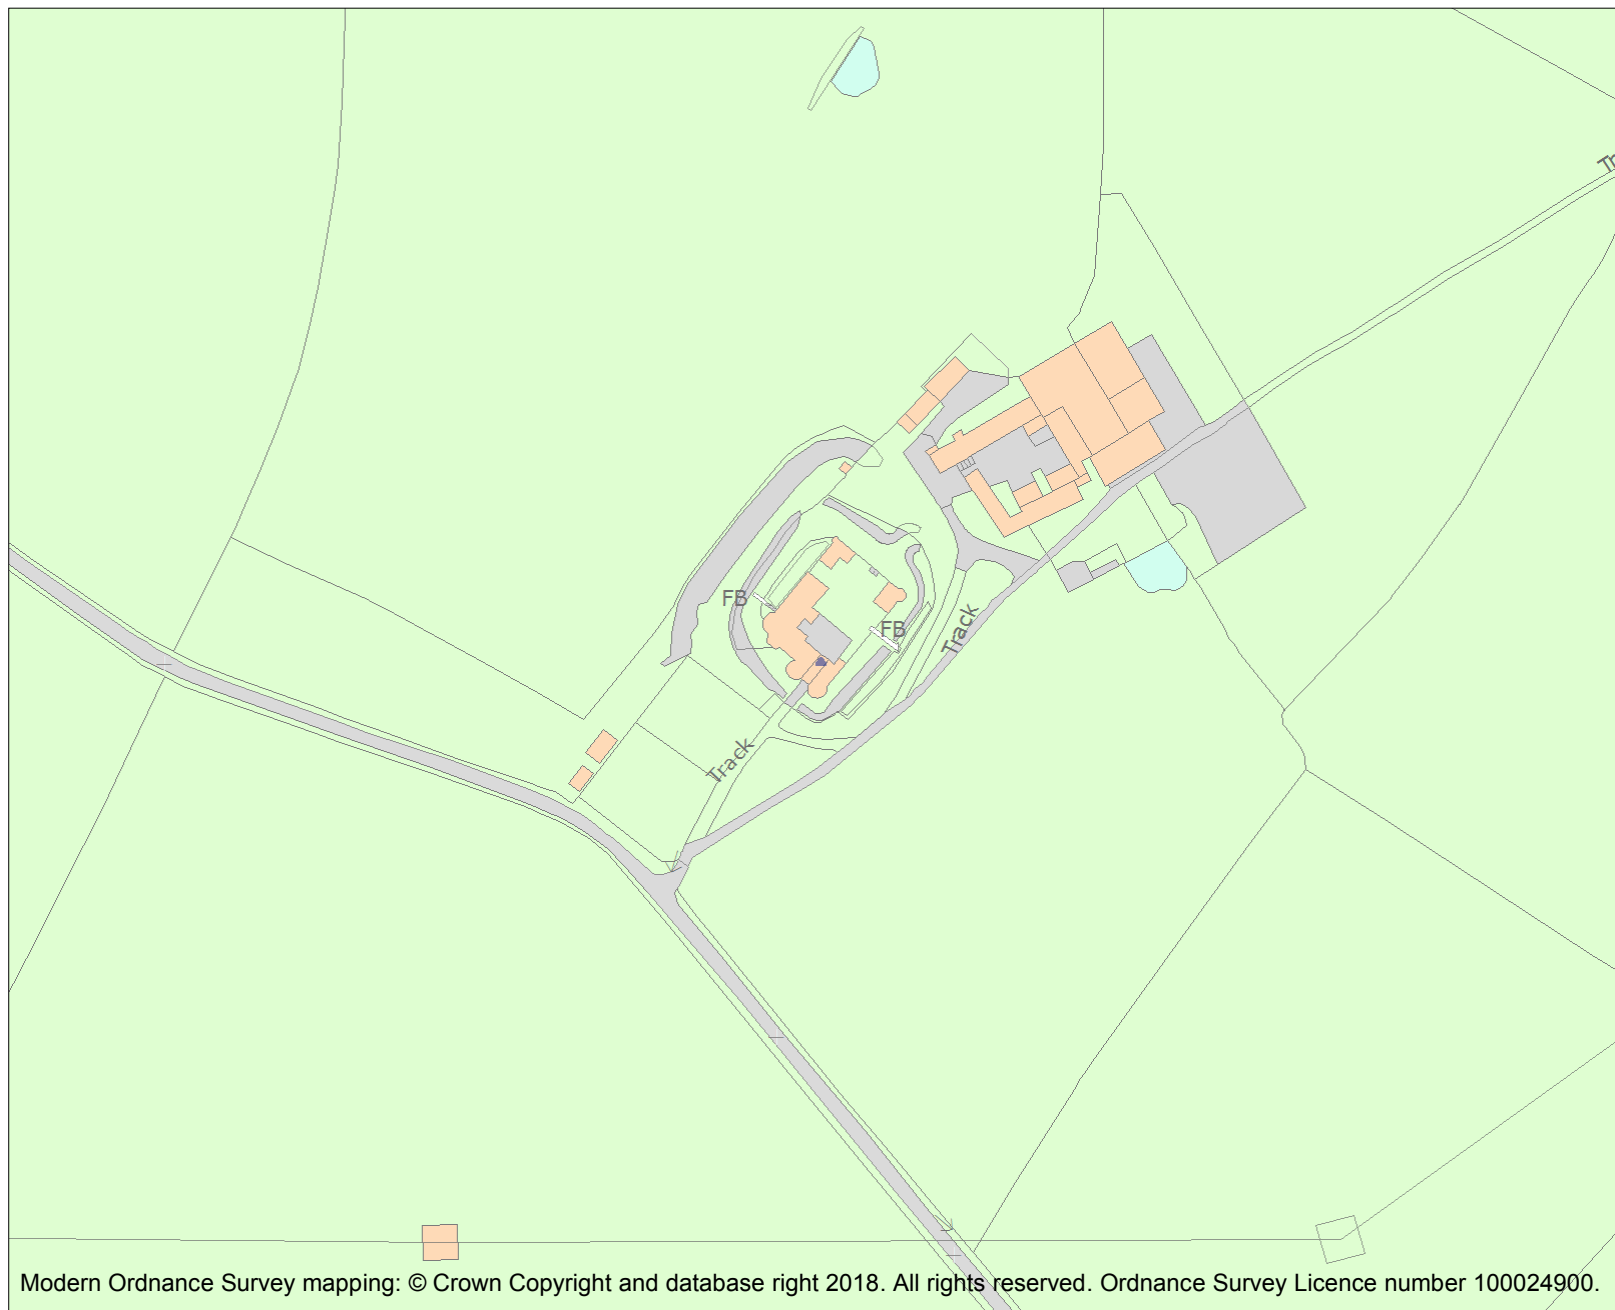 Tr
FB
FB
Track
Track
Modern Ordnance Survey mapping: © Crown Copyright and database right 2018. All rights reserved. Ordnance Survey Licence number 100024900.